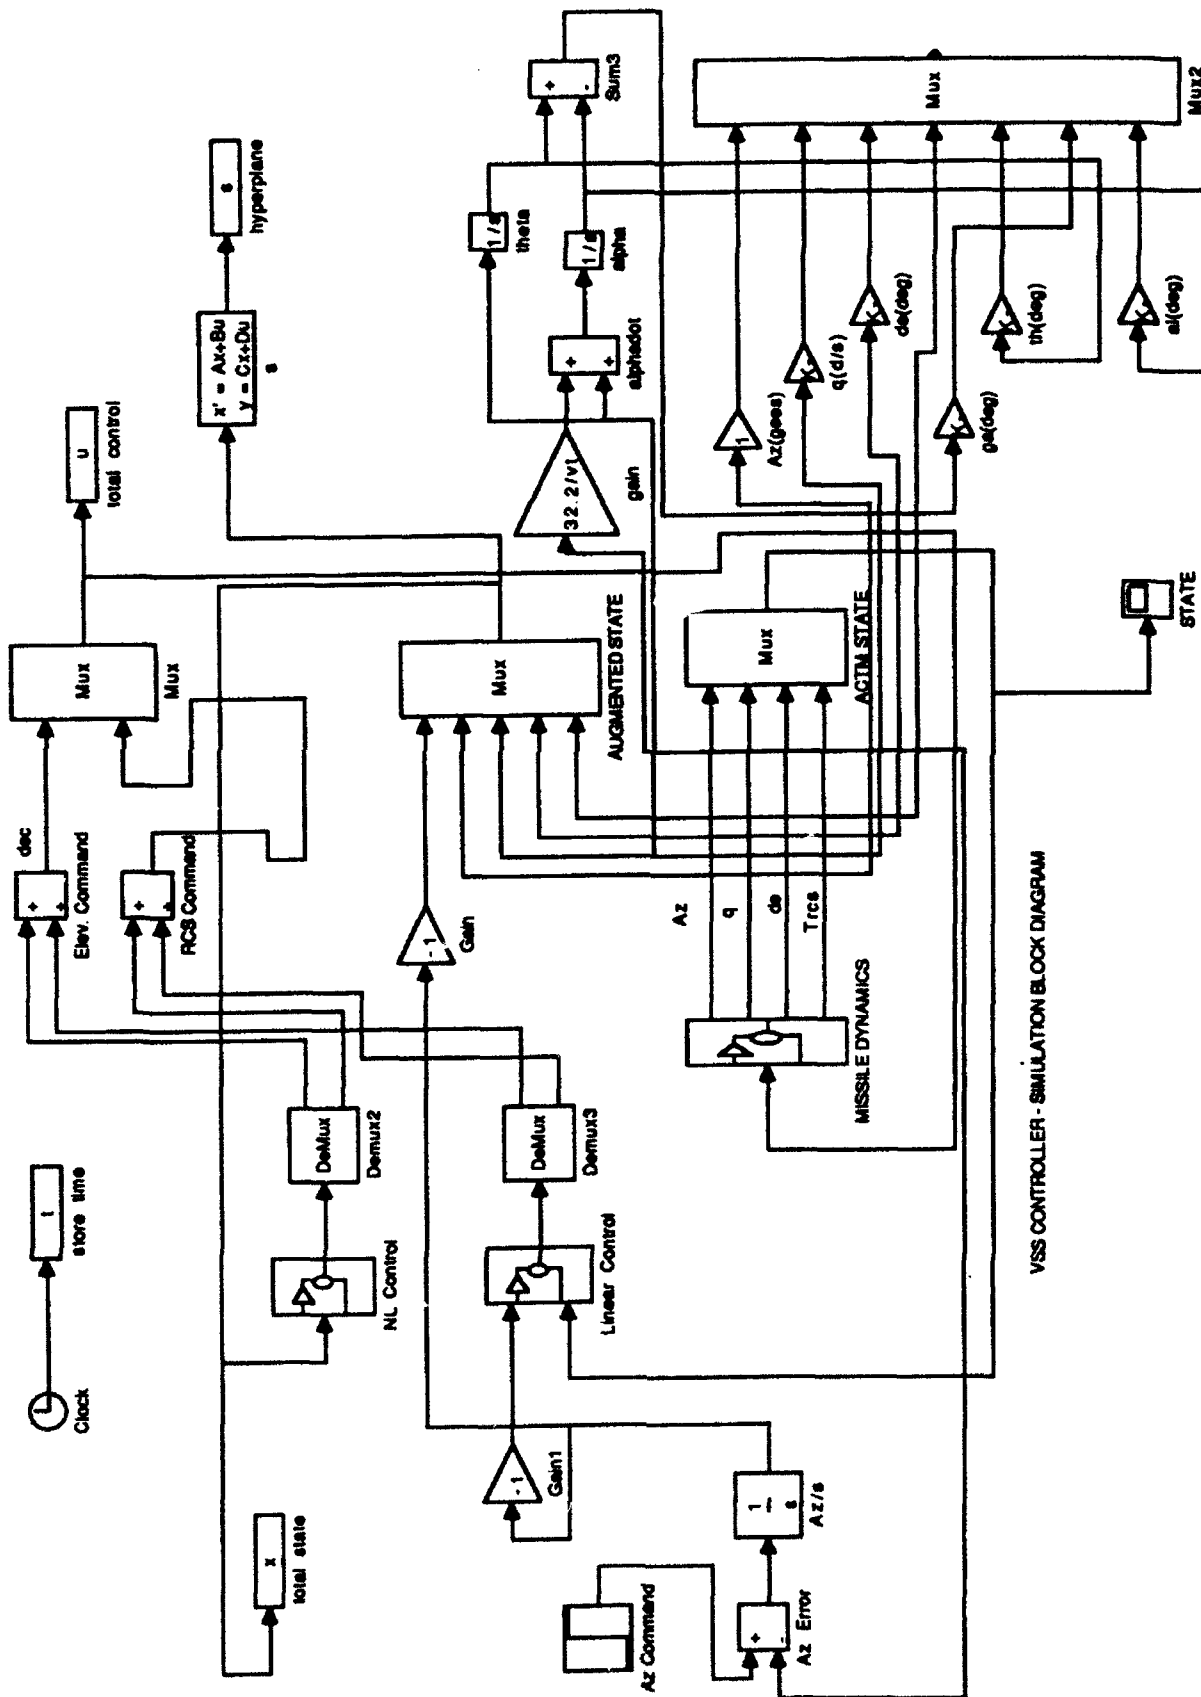 Clock
t
store time
x
total state
NL Control
DeMux
Demux2
+
+
Elev. Command
dec
+
+
RCS Command
Mux
Mux
u
total control
x' = Ax+Bu
y = Cx+Du
s
s
hyperplane
-1
Gain1
Linear Control
DeMux
Demux3
-1
Gain
Mux
AUGMENTED STATE
32.2/vt
gain
+
+
alphadot
1/s
theta
1/s
alpha
+
-
Sum3
Az Command
+
-
Az Error
1
s
Az/s
MISSILE DYNAMICS
Az
q
de
Trcs
Mux
ACTM STATE
1
Az(gees)
K-
q(d/s)
K-
de(deg)
K-
ga(deg)
K-
th(deg)
K-
al(deg)
Mux
Mux2
STATE
VSS CONTROLLER - SIMULATION BLOCK DIAGRAM